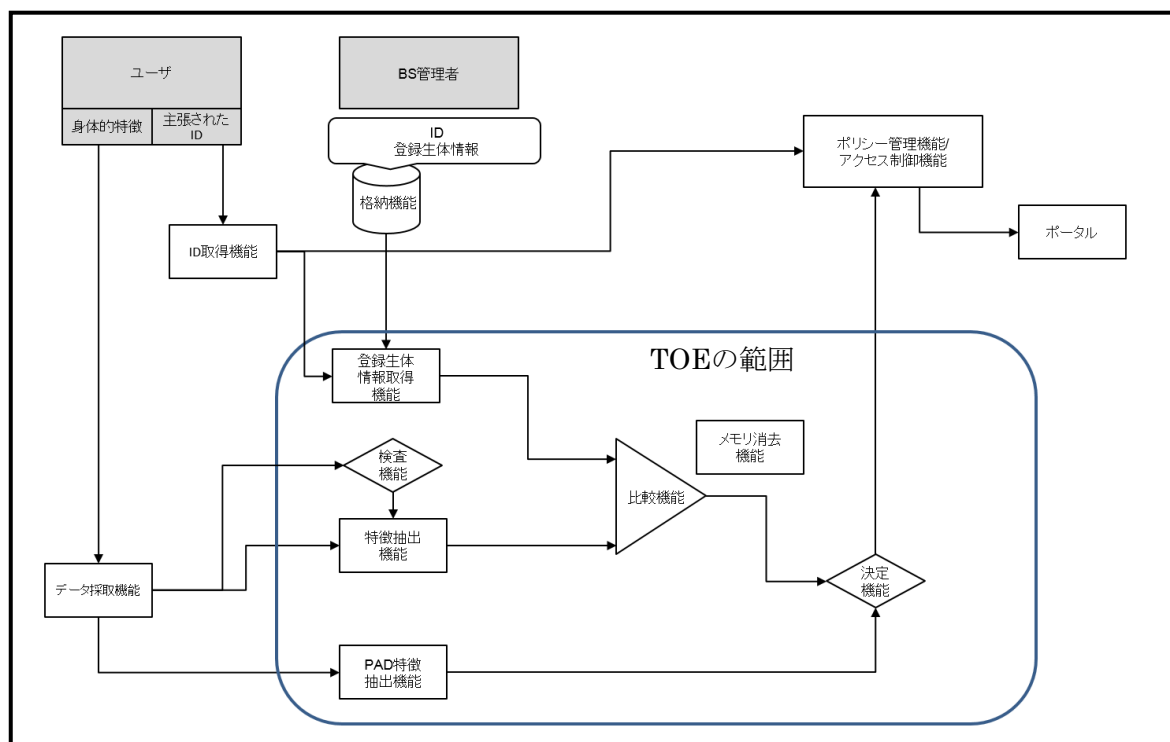 ユーザ
身体的特徴
主張された
ID
BS管理者
ID
登録生体情報
格納機能
ポリシー管理機能/
アクセス制御機能
ポータル
ID取得機能
TOEの範囲
登録生体
情報取得
機能
検査
機能
メモリ消去
機能
比較機能
特徴抽出
機能
データ採取機能
決定
機能
PAD特徴
抽出機能